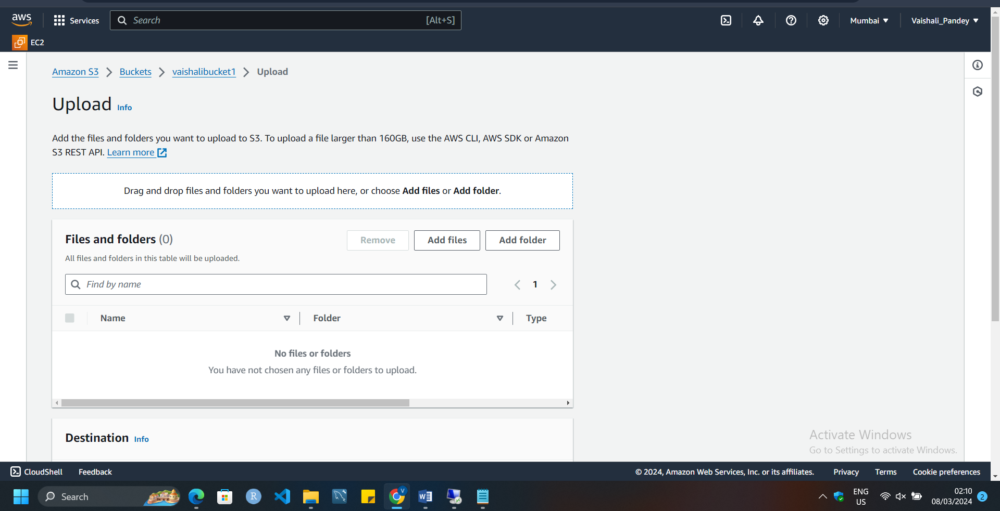 aws
Services
Search [Alt+S]
Mumbai
Vaishali_Pandey
EC2
Amazon S3 Buckets vaishalibucket1 Upload
Upload Info
Add the files and folders you want to upload to S3. To upload a file larger than 160GB, use the AWS CLI, AWS SDK or Amazon
S3 REST API. Learn more
Drag and drop files and folders you want to upload here, or choose Add files or Add folder.
Files and folders (0)
Remove Add files Add folder
All files and folders in this table will be uploaded.
Find by name
1
Name Folder Type
No files or folders
You have not chosen any files or folders to upload.
Destination Info
Activate Windows
Go to Settings to activate Windows.
CloudShell Feedback © 2024, Amazon Web Services, Inc. or its affiliates. Privacy Terms Cookie preferences
Search
R
V
W
ENG
US
02:10
08/03/2024
2